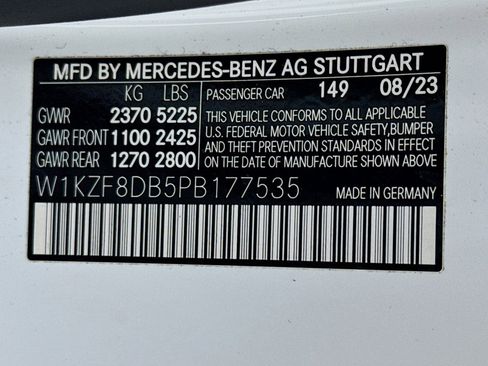 MFD BY MERCEDES-BENZ AG STUTTGART
KG LBS PASSENGER CAR 149 08/23
GVWR 2370 5225
GAWR FRONT 1100 2425
GAWR REAR 1270 2800
THIS VEHICLE CONFORMS TO ALL APPLICABLE
U.S. FEDERAL MOTOR VEHICLE SAFETY,BUMPER
AND THEFT PREVENTION STANDARDS IN EFFECT
ON THE DATE OF MANUFACTURE SHOWN ABOVE.
W1KZF8DB5PB177535 MADE IN GERMANY